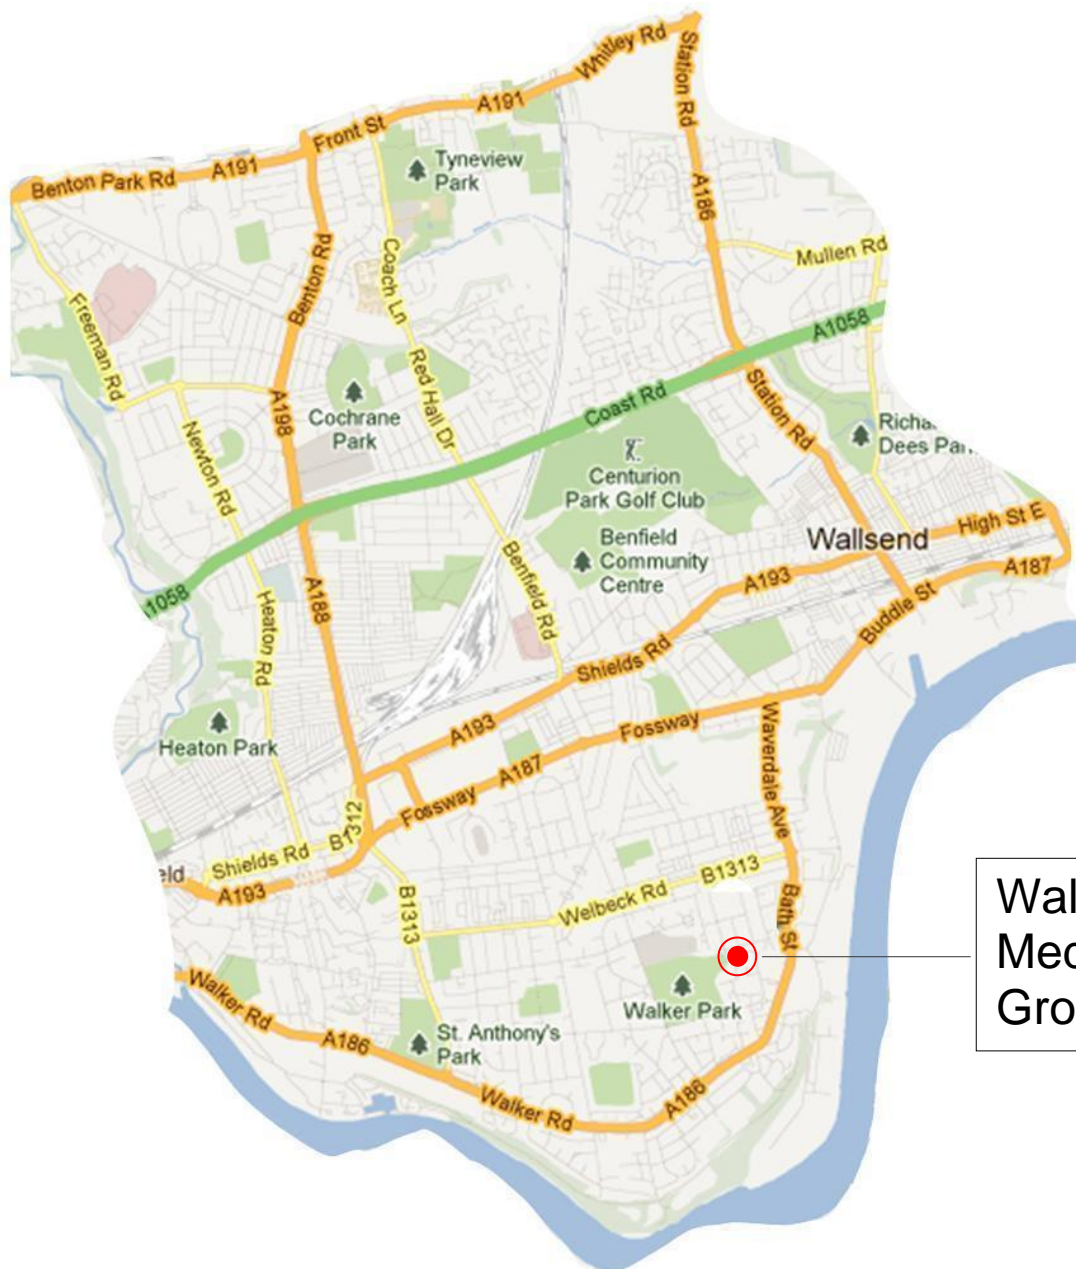 Whitley Rd
Station Rd
A191
Front St
Tyneview
Park
A191
Benton Park Rd
A186
Benton Rd
Coach Ln
Mullen Rd
Freeman Rd
A1058
Red Hall Dr
Coast Rd
A198
Cochrane
Park
Station Rd
Newton Rd
Dees
Centurion
Park Golf Club
High St E
Wallsend
Benfield
Community
Centre
Benfield Rd
A193
A187
1058
A188
Buddle St
Heaton Rd
Shields Rd
Heaton Park
A193
Fossway
Waverdale Ave
A187
Fossway
B1312
Shields Rd
A193
B1313
B1313
Welbeck Rd
Bath St
Walker Park
Walker Rd
A186
St. Anthony's
Park
Walker Rd
A186